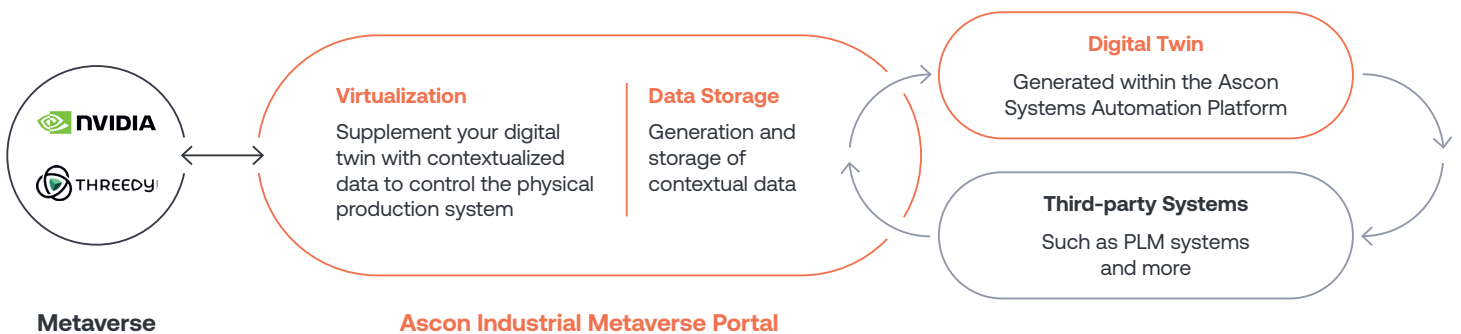 NVIDIA
THREEDY
Metaverse
Virtualization
Supplement your digital
twin with contextualized
data to control the physical
production system
Data Storage
Generation and
storage of
contextual data
Ascon Industrial Metaverse Portal
Digital Twin
Generated within the Ascon
Systems Automation Platform
Third-party Systems
Such as PLM systems
and more